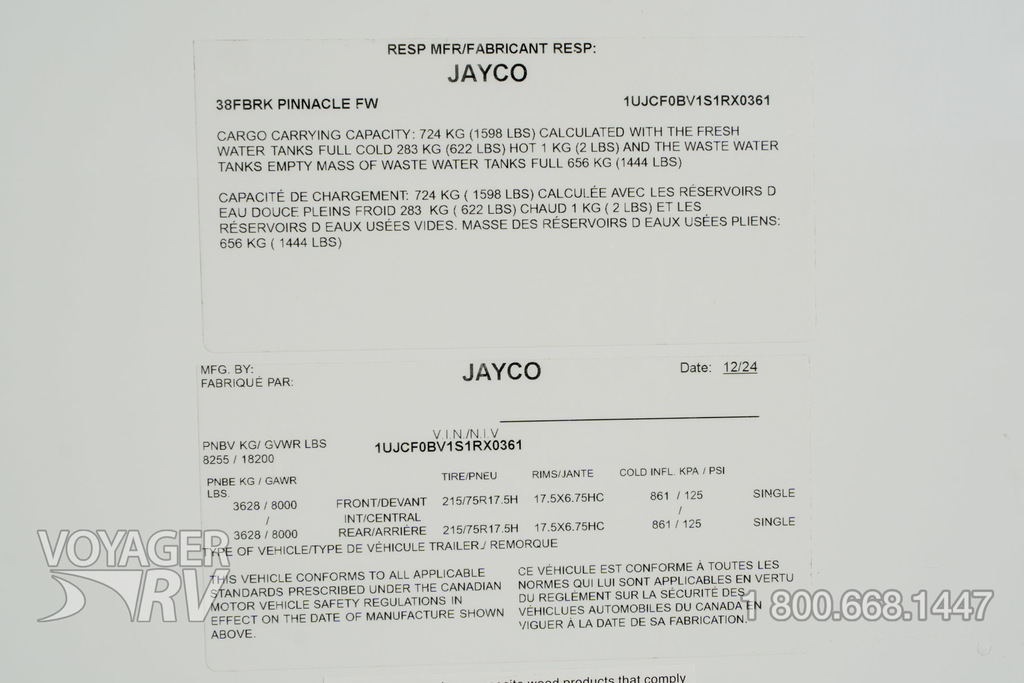 RESP MFR/FABRICANT RESP:
JAYCO
38FBRK PINNACLE FW 1UJCF0BV1S1RX0361
CARGO CARRYING CAPACITY: 724 KG (1598 LBS) CALCULATED WITH THE FRESH
WATER TANKS FULL COLD 283 KG (622 LBS) HOT 1 KG (2 LBS) AND THE WASTE WATER
TANKS EMPTY MASS OF WASTE WATER TANKS FULL 656 KG (1444 LBS)
CAPACITÉ DE CHARGEMENT: 724 KG ( 1598 LBS) CALCULÉE AVEC LES RÉSERVOIRS D
EAU DOUCE PLEINS FROID 283 KG ( 622 LBS) CHAUD 1 KG ( 2 LBS) ET LES
RÉSERVOIRS D EAUX USÉES VIDES. MASSE DES RÉSERVOIRS D EAUX USÉES PLIENS:
656 KG ( 1444 LBS)
MFG. BY: JAYCO Date: 12/24
FABRIQUÉ PAR:
V.I.N./N.I.V
PNBV KG/ GVWR LBS 1UJCF0BV1S1RX0361
8255 / 18200
PNBE KG / GAWR TIRE/PNEU RIMS/JANTE COLD INFL. KPA / PSI
LBS.
3628 / 8000 FRONT/DEVANT 215/75R17.5H 17.5X6.75HC 861 / 125 SINGLE
/ INT/CENTRAL /
3628 / 8000 REAR/ARRIÈRE 215/75R17.5H 17.5X6.75HC 861 / 125 SINGLE
TYPE OF VEHICLE/TYPE DE VÉHICULE TRAILER./ REMORQUE
THIS VEHICLE CONFORMS TO ALL APPLICABLE
STANDARDS PRESCRIBED UNDER THE CANADIAN
MOTOR VEHICLE SAFETY REGULATIONS IN
EFFECT ON THE DATE OF MANUFACTURE SHOWN
ABOVE.
CE VÉHICULE EST CONFORME À TOUTES LES
NORMES QUI LUI SONT APPLICABLES EN VERTU
DU REGLEMENT SUR LA SÉCURITÉ DES
VÉHICLUES AUTOMOBILES DU CANADA EN
VIGUER À LA DATE DE SA FABRICATION.
VOYAGER
RV
1 800.668.1447
wood products that comply